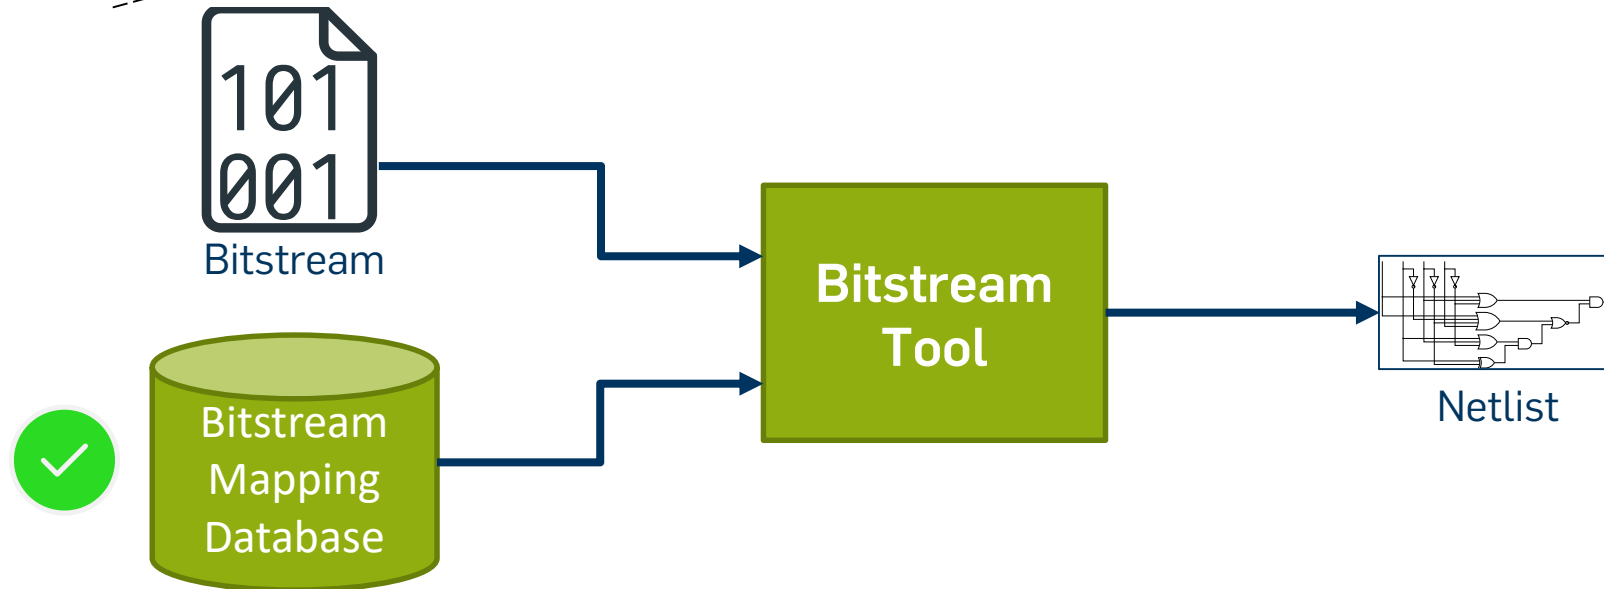 101
001
Bitstream
Bitstream
Mapping
Database
Bitstream
Tool
Netlist